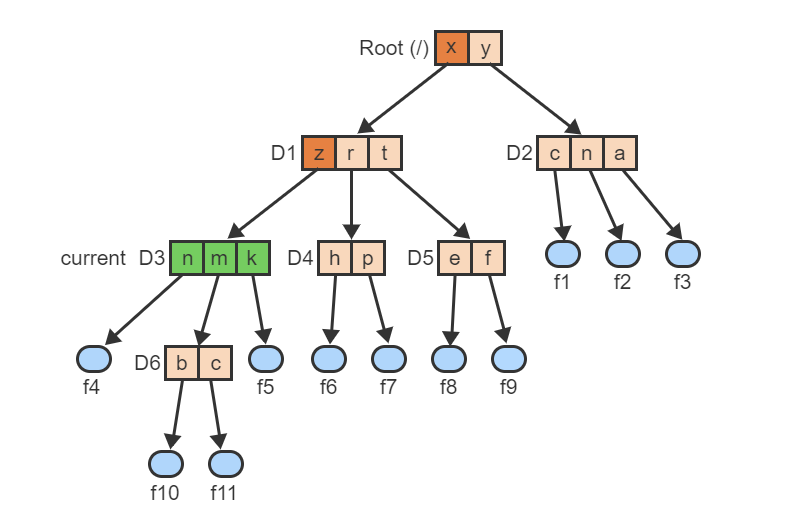 Root (/) x y
D1 z r t D2 c n a
current D3 n m k D4 h p D5 e f
f1 f2 f3
D6 b c
f4 f5 f6 f7 f8 f9
f10 f11